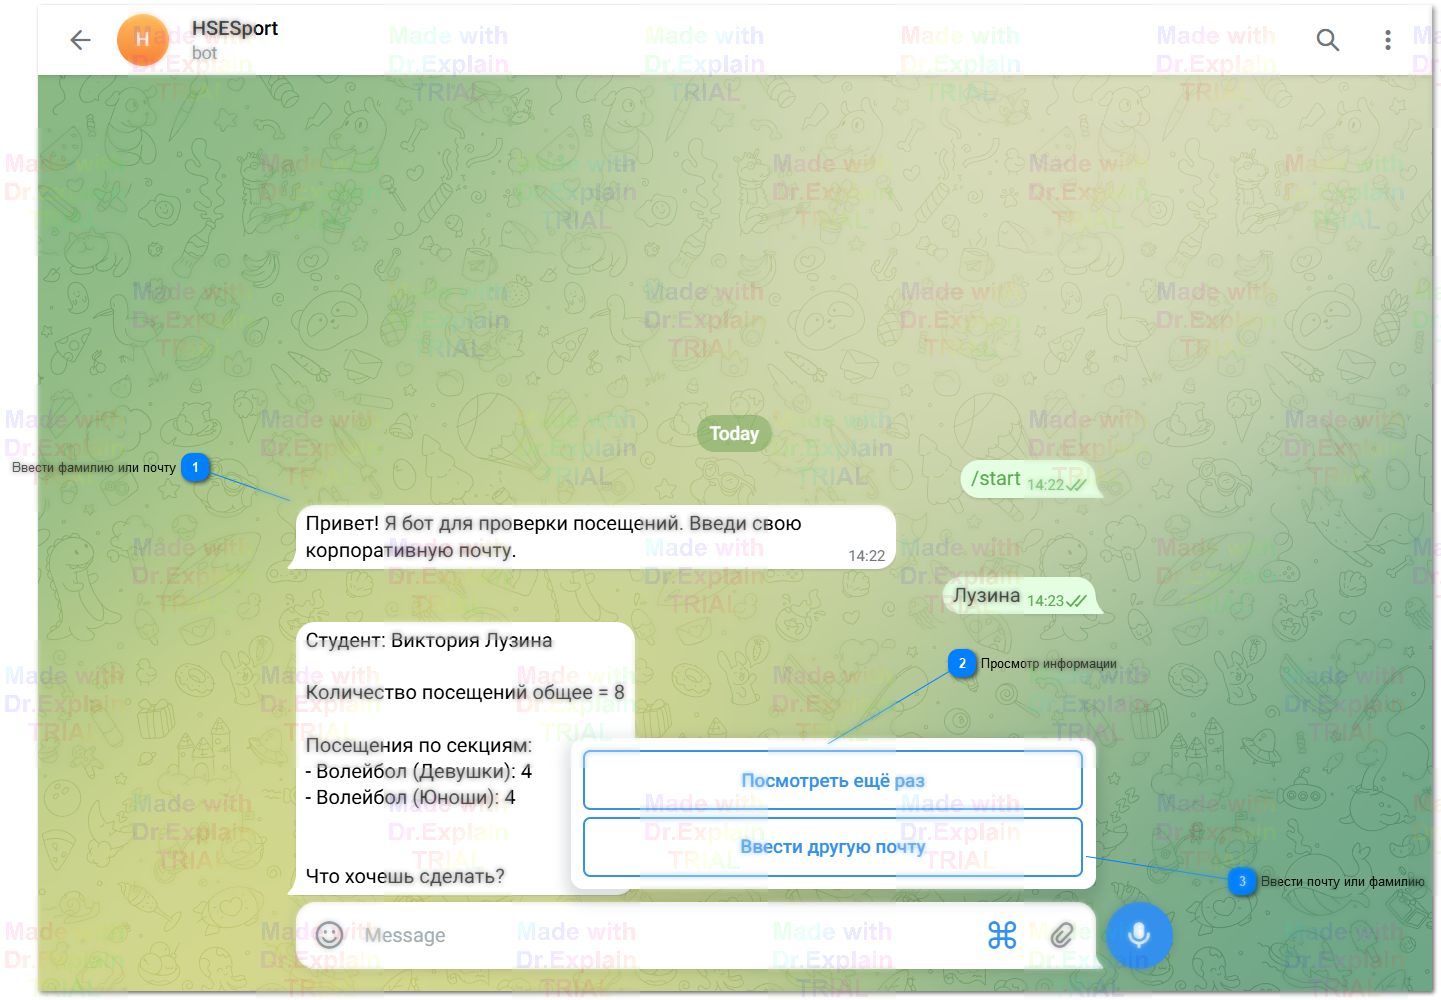 HSESport
bot
Today
/start 14:22
Ввести фамилию или почту 1
Привет! Я бот для проверки посещений. Введи свою
корпоративную почту. 14:22
Лузина 14:23
Студент: Виктория Лузина
2 Просмотр информации
Количество посещений общее = 8
Посещения по секциям:
- Волейбол (Девушки): 4
- Волейбол (Юноши): 4
Посмотреть ещё раз
Ввести другую почту
Что хочешь сделать?
3 Ввести почту или фамилию
Message
Made with
Dr.Explain
TRIAL